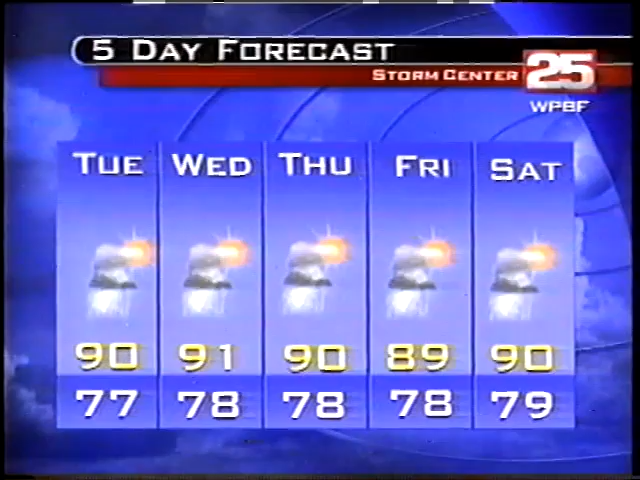 5 DAY FORECAST
STORM CENTER 25
WPBF
TUE WED THU FRI SAT
90 91 90 89 90
77 78 78 78 79